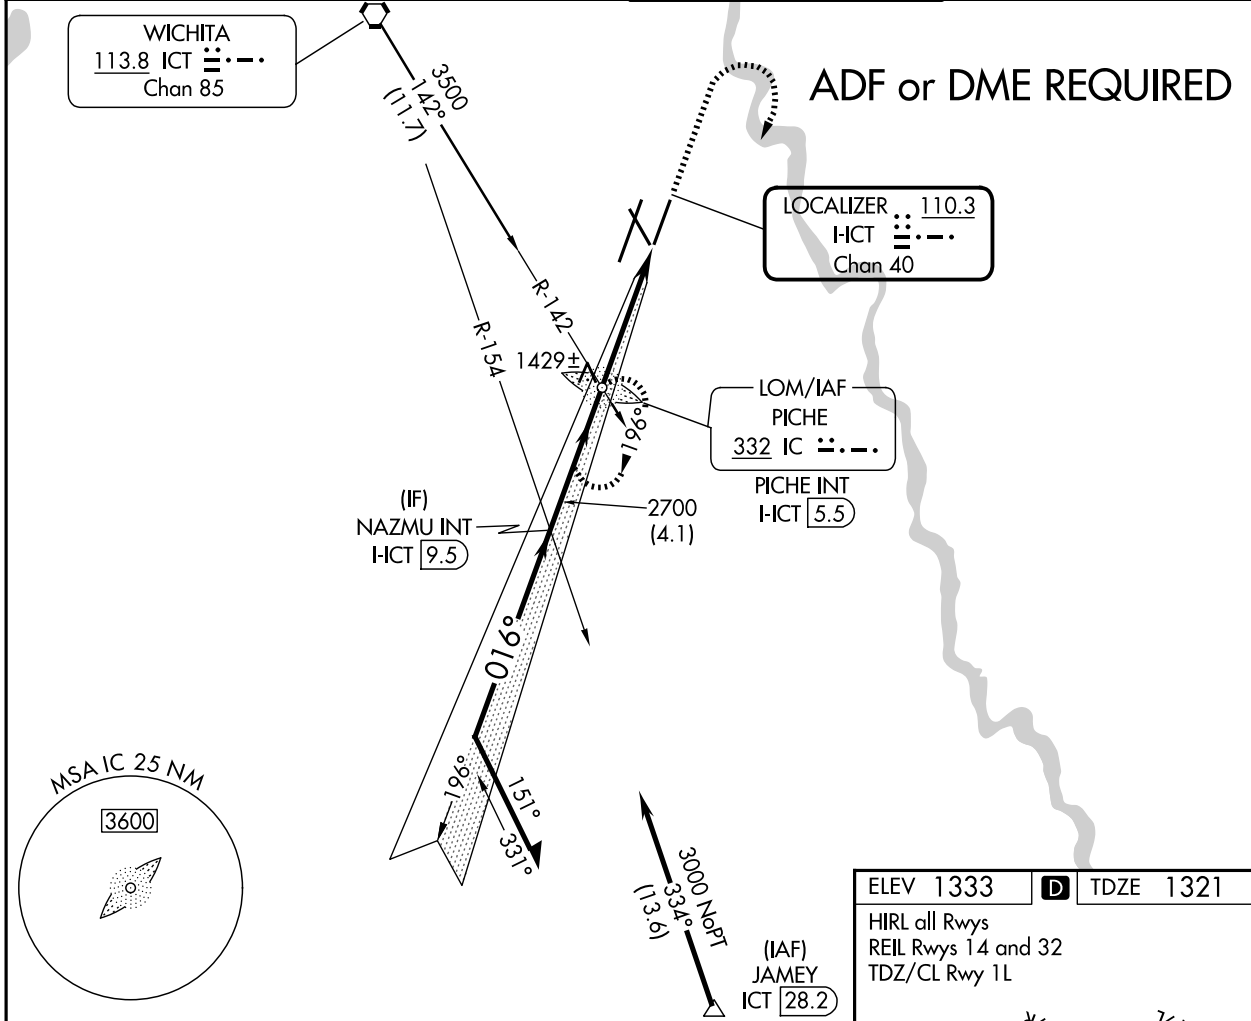 WICHITA
113.8 ICT
Chan 85
3500
142°
(11.7)
ADF or DME REQUIRED
LOCALIZER 110.3
I-ICT
Chan 40
R-142
R-154
1429±
LOM/IAF
PICHE
332 IC
PICHE INT
I-ICT 5.5
196°
(IF)
NAZMU INT
I-ICT 9.5
2700
(4.1)
016°
196°
151°
331°
MSA IC 25 NM
3600
3000 NoPT
334°
(13.6)
(IAF)
JAMEY
ICT 28.2
ELEV 1333 D TDZE 1321
HIRL all Rwys
REIL Rwys 14 and 32
TDZ/CL Rwy 1L